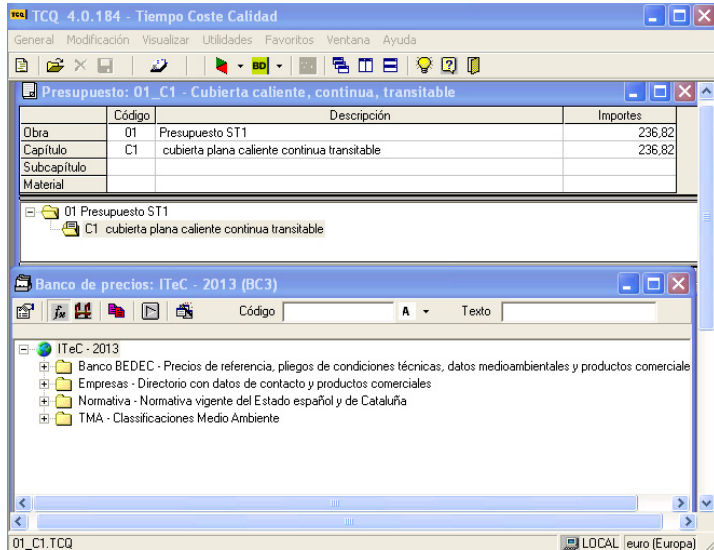 TCQ TCQ 4.0.184 - Tiempo Coste Calidad
General Modificación Visualizar Utilidades Favoritos Ventana Ayuda
BD
Presupuesto: 01_C1 - Cubierta caliente, continua, transitable
Código Descripción Importes
Obra 01 Presupuesto ST1 236,82
Capítulo C1 cubierta plana caliente continua transitable 236,82
Subcapítulo
Material
01 Presupuesto ST1
C1 cubierta plana caliente continua transitable
Banco de precios: ITeC - 2013 (BC3)
Código A Texto
ITeC - 2013
Banco BEDEC - Precios de referencia, pliegos de condiciones técnicas, datos medioambientales y productos comerciale
Empresas - Directorio con datos de contacto y productos comerciales
Normativa - Normativa vigente del Estado español y de Cataluña
TMA - Classificaciones Medio Ambiente
01_C1.TCQ LOCAL euro (Europa)